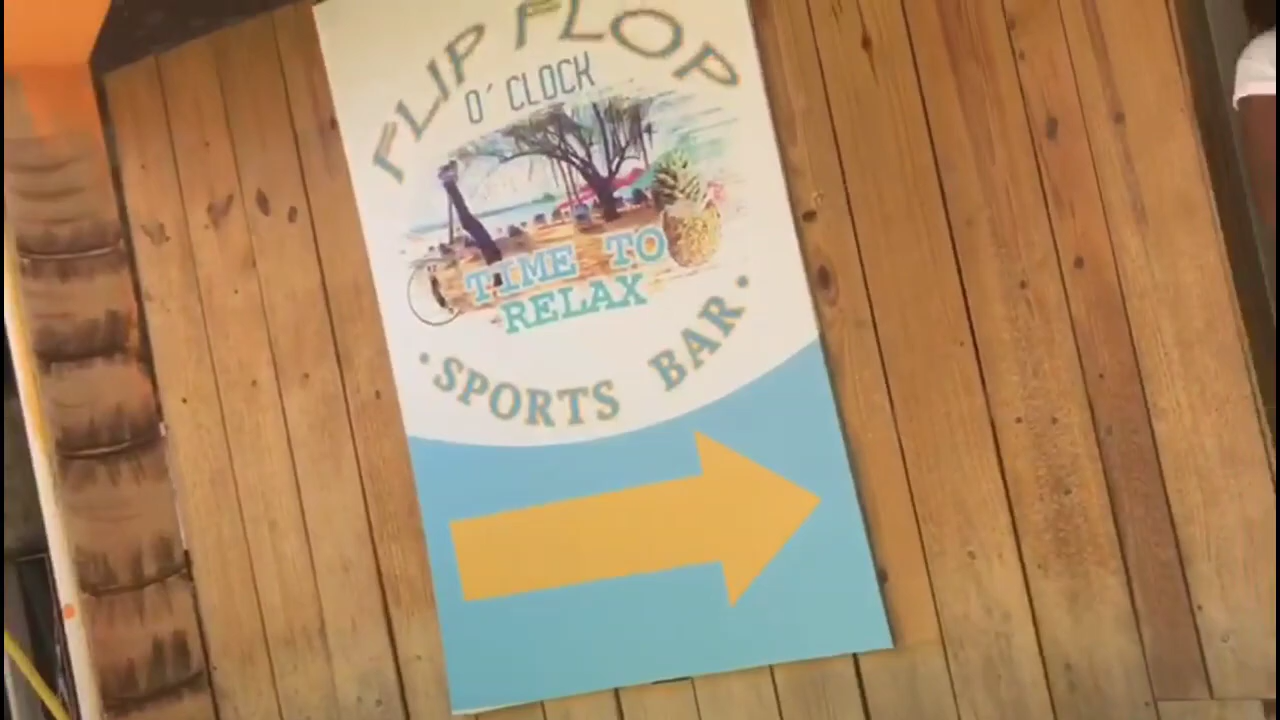 FLIP FLOP
O' CLOCK
TIME TO
RELAX
· SPORTS BAR ·